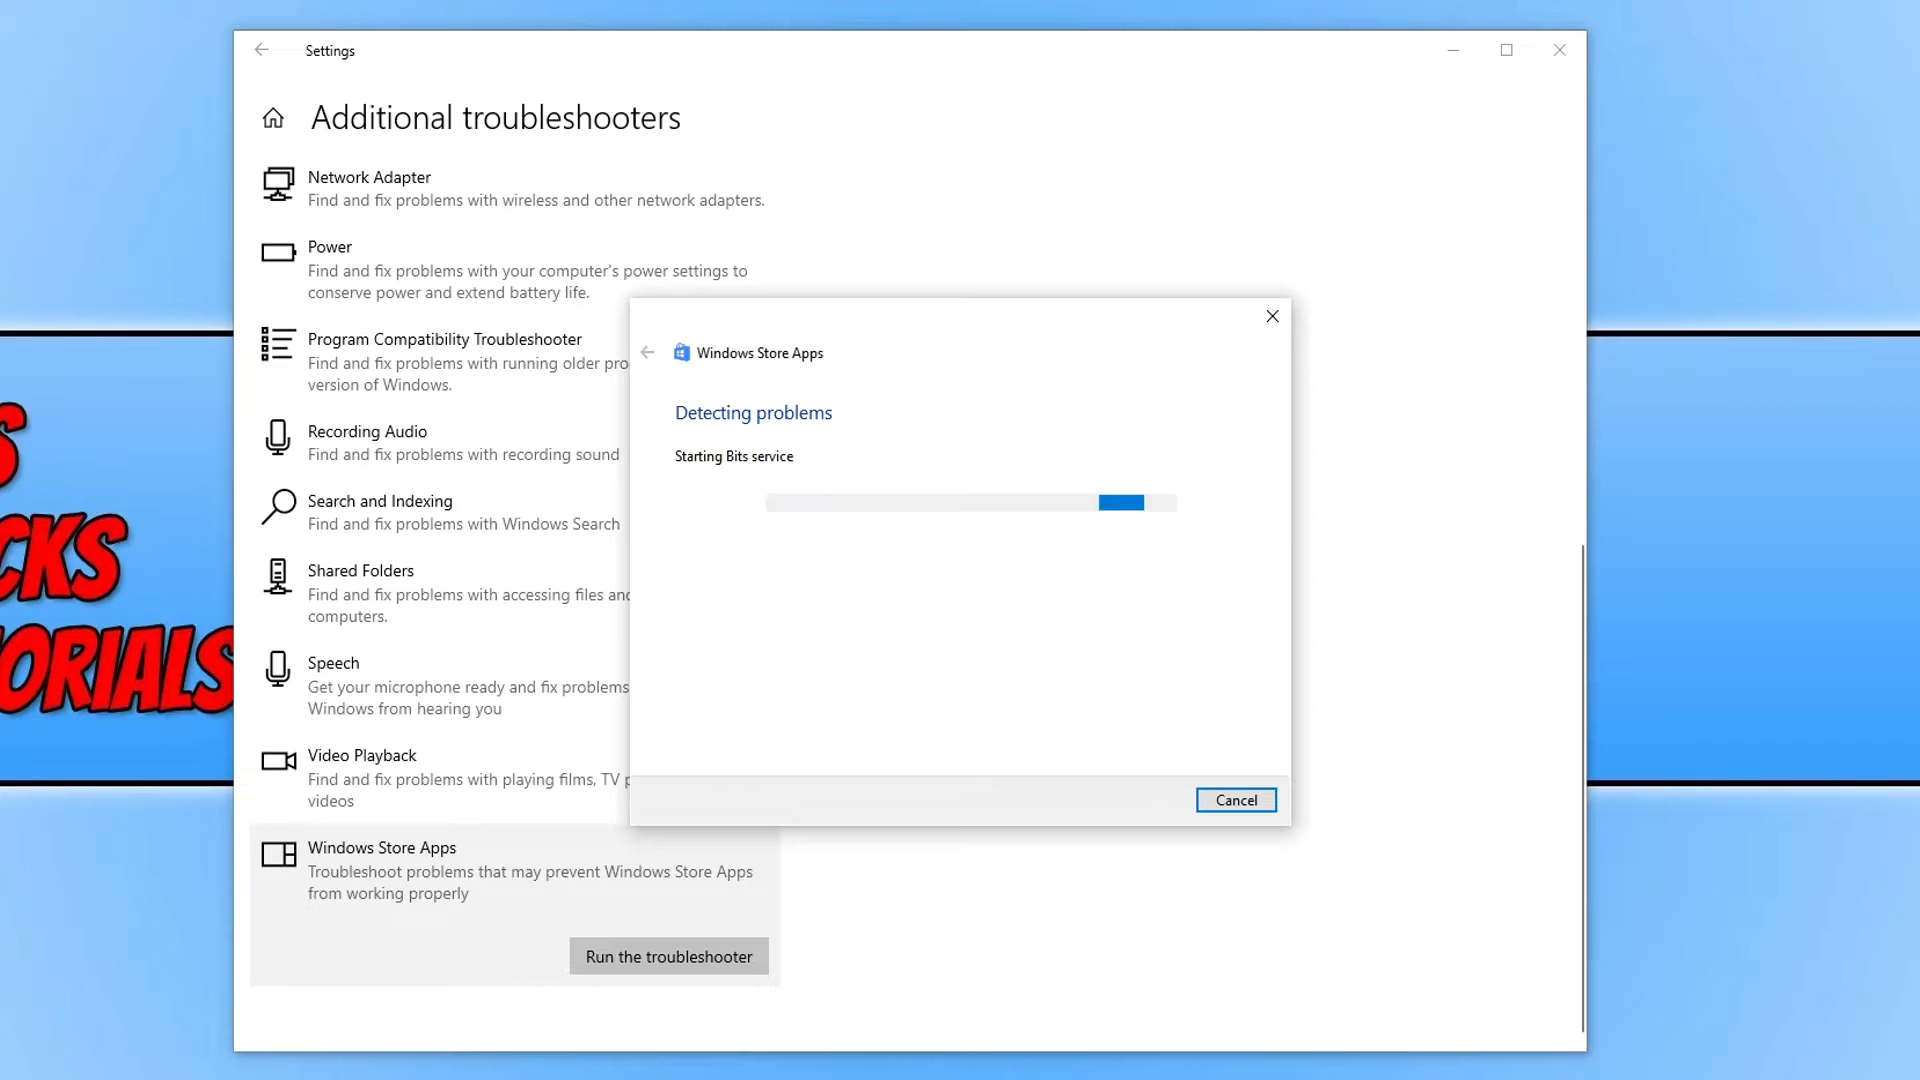 Settings
Additional troubleshooters
Network Adapter
Find and fix problems with wireless and other network adapters.
Power
Find and fix problems with your computer's power settings to
conserve power and extend battery life.
Program Compatibility Troubleshooter
Find and fix problems with running older pro
version of Windows.
Recording Audio
Find and fix problems with recording sound
Search and Indexing
Find and fix problems with Windows Search
Shared Folders
Find and fix problems with accessing files and
computers.
Speech
Get your microphone ready and fix problems
Windows from hearing you
Video Playback
Find and fix problems with playing films, TV p
videos
Windows Store Apps
Troubleshoot problems that may prevent Windows Store Apps
from working properly
Run the troubleshooter
Windows Store Apps
Detecting problems
Starting Bits service
Cancel
S
CKS
ORIALS